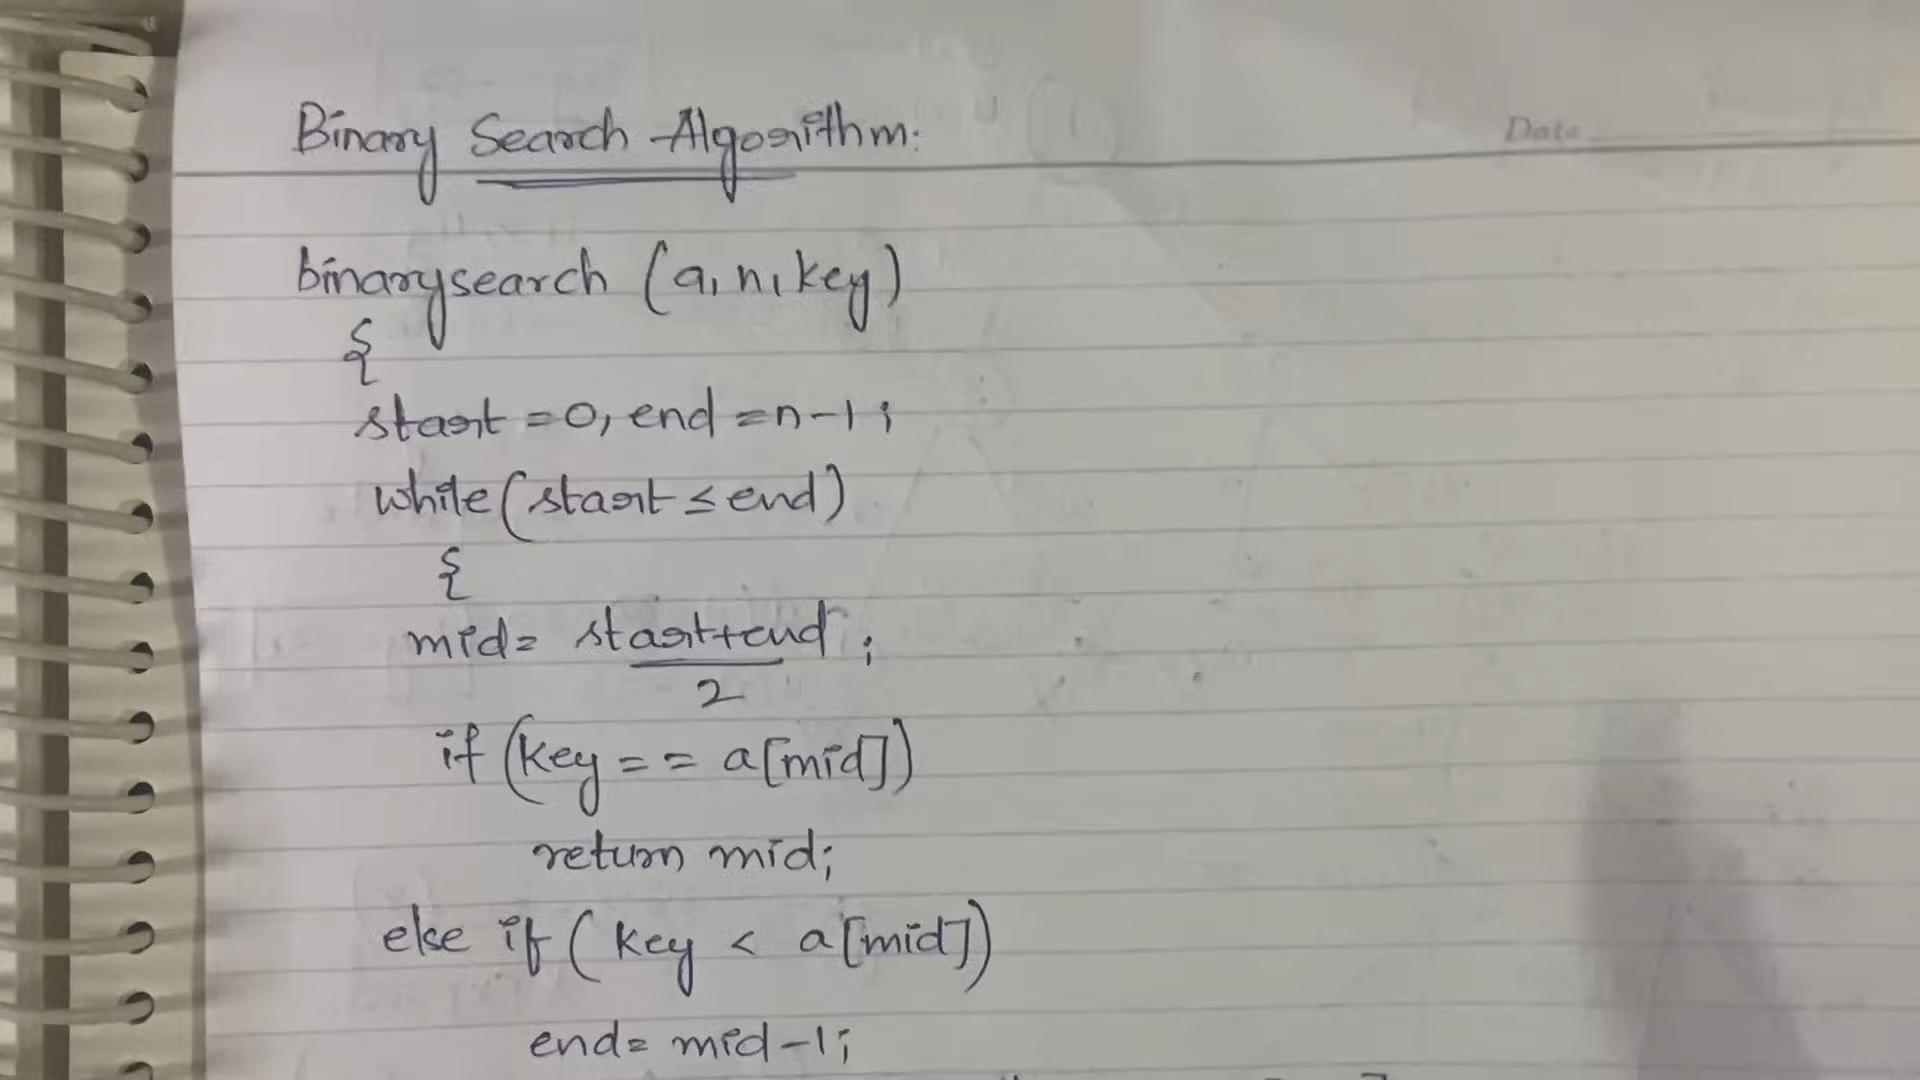 Date
Binary Search Algorithm:
binarysearch (a, n, key)
{
start = 0, end = n-1;
while (start ≤ end)
{
mid = start+end ;
2
if (key == a[mid])
return mid;
else if (key < a[mid])
end = mid-1;